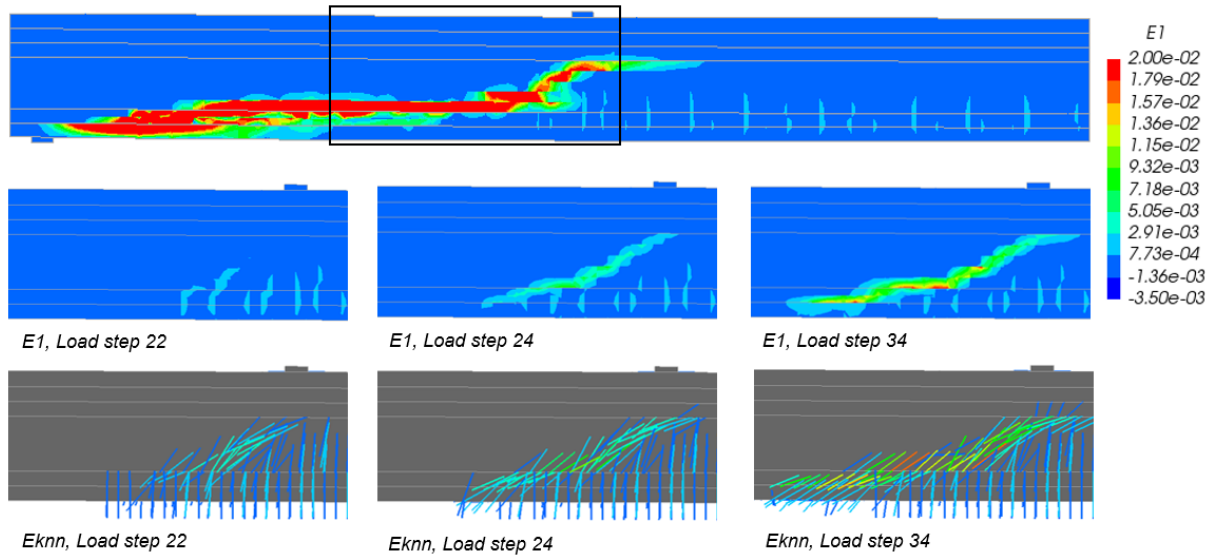 E1
2.00e-02
1.79e-02
1.57e-02
1.36e-02
1.15e-02
9.32e-03
7.18e-03
5.05e-03
2.91e-03
7.73e-04
-1.36e-03
-3.50e-03
E1, Load step 22
E1, Load step 24
E1, Load step 34
Eknn, Load step 22
Eknn, Load step 24
Eknn, Load step 34